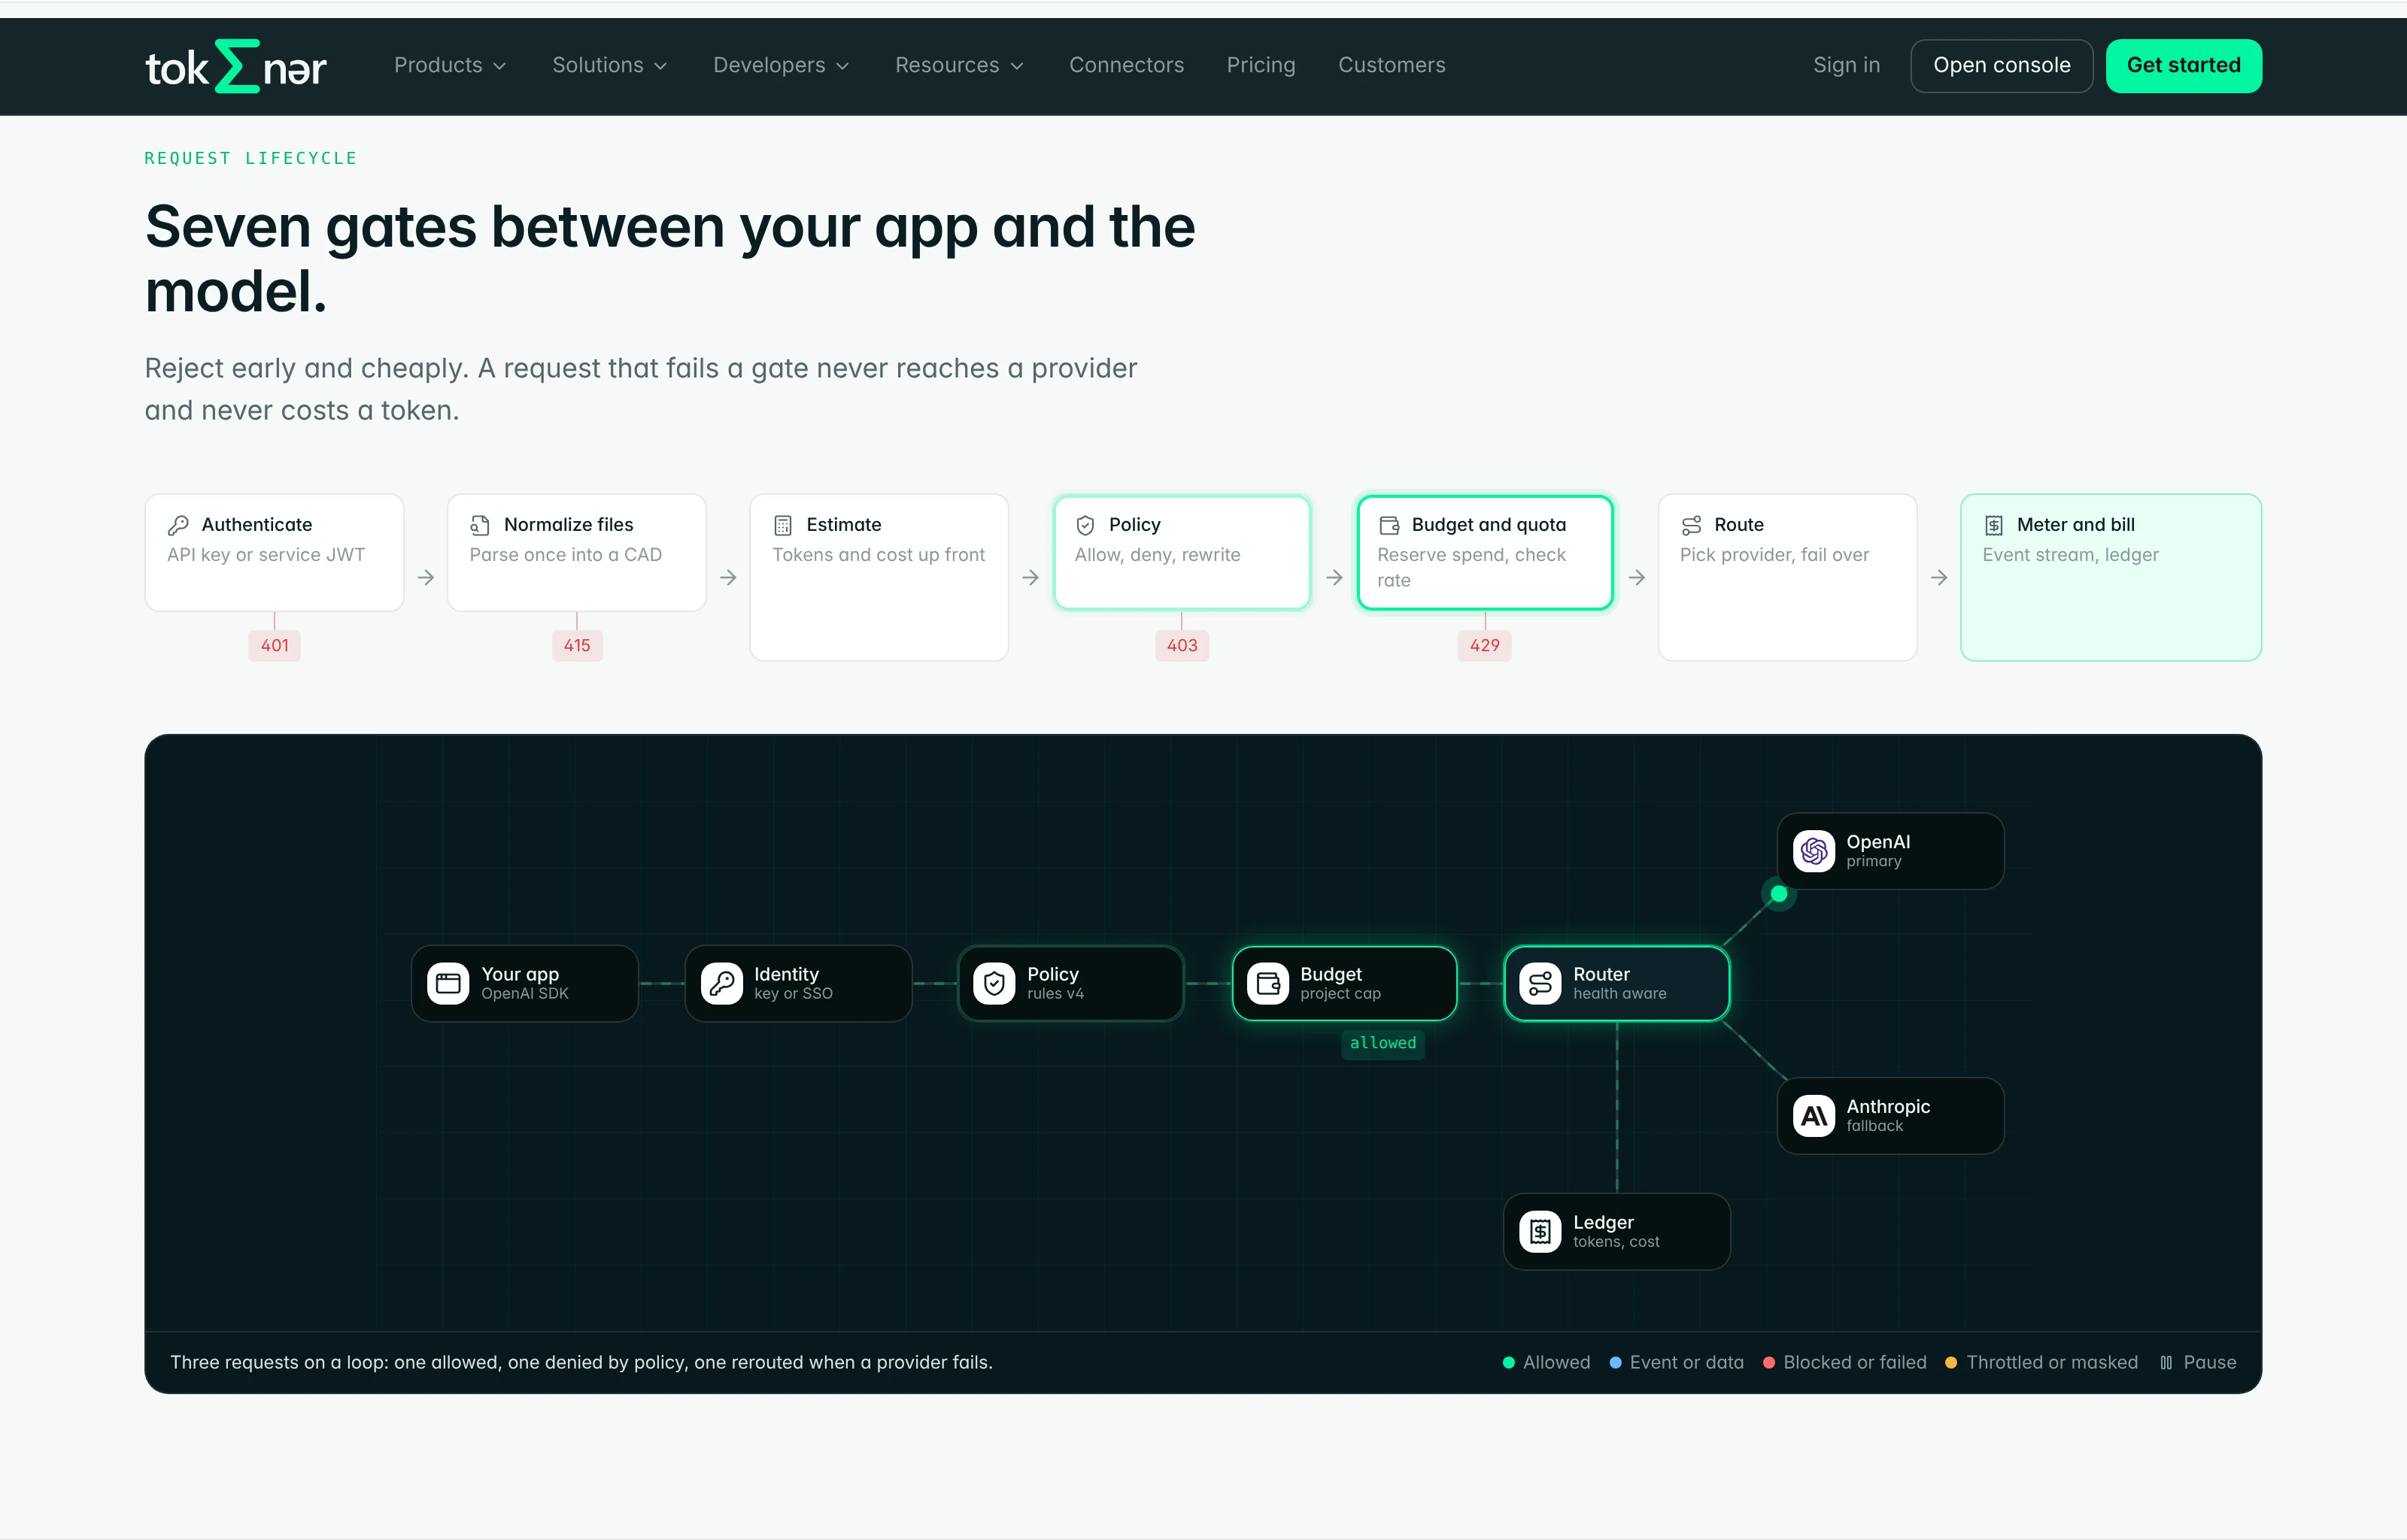 tokΣnər
Products Solutions Developers Resources Connectors Pricing Customers Sign in Open console Get started
REQUEST LIFECYCLE
Seven gates between your app and the
model.
Reject early and cheaply. A request that fails a gate never reaches a provider
and never costs a token.
Authenticate
API key or service JWT
401
Normalize files
Parse once into a CAD
415
Estimate
Tokens and cost up front
Policy
Allow, deny, rewrite
403
Budget and quota
Reserve spend, check
rate
429
Route
Pick provider, fail over
Meter and bill
Event stream, ledger
Your app
OpenAI SDK
Identity
key or SSO
Policy
rules v4
Budget
project cap
allowed
Router
health aware
OpenAI
primary
Anthropic
fallback
Ledger
tokens, cost
Three requests on a loop: one allowed, one denied by policy, one rerouted when a provider fails.
Allowed Event or data Blocked or failed Throttled or masked Pause